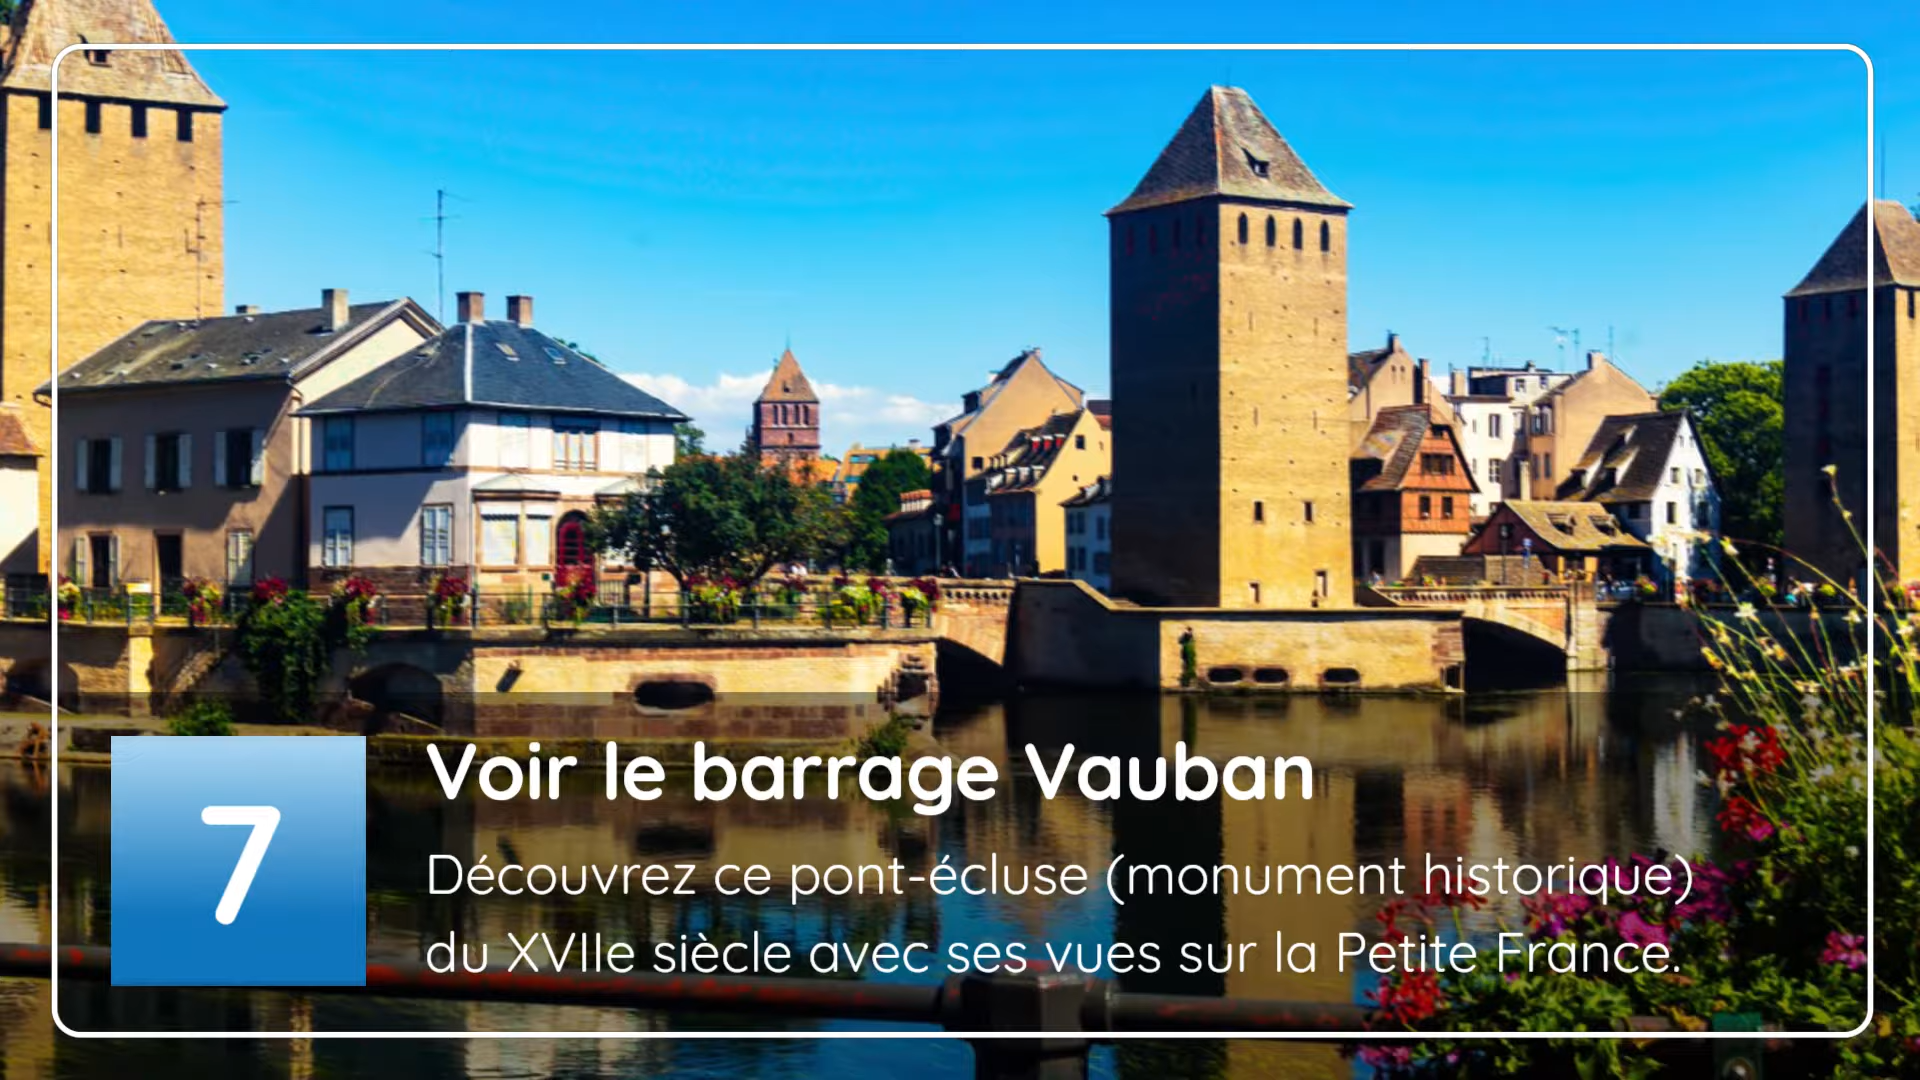 7
Voir le barrage Vauban
Découvrez ce pont-écluse (monument historique)
du XVIIe siècle avec ses vues sur la Petite France.